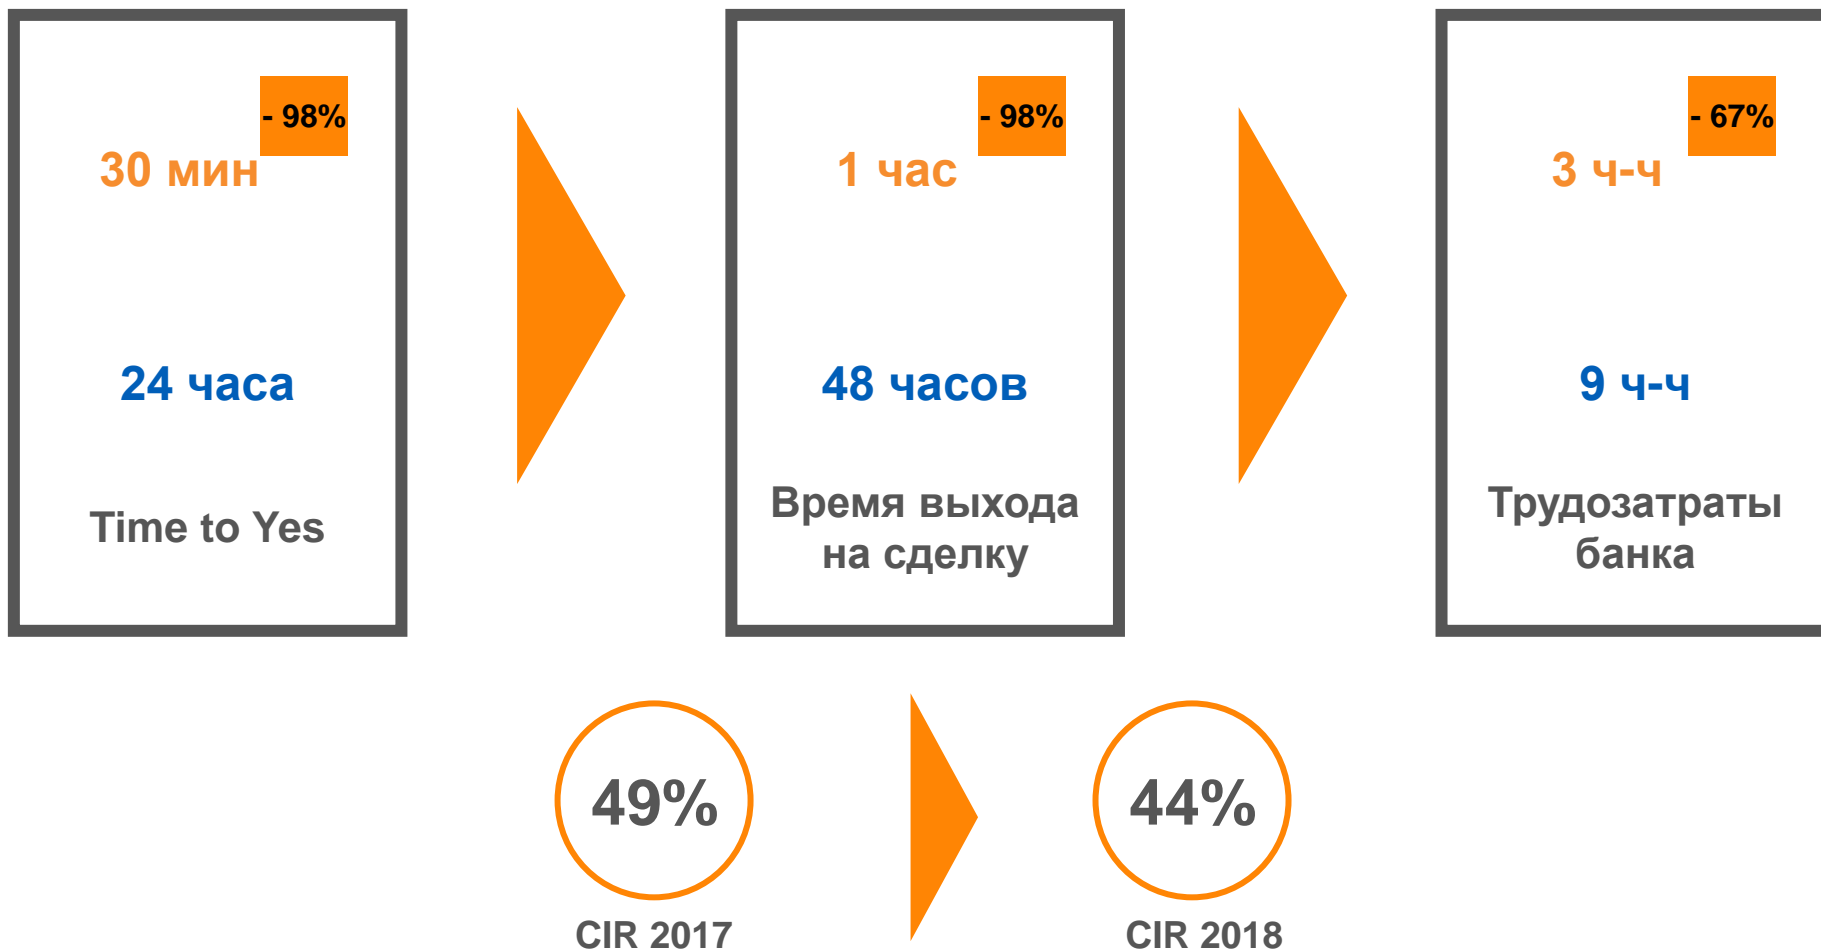 - 98%
30 мин
24 часа
Time to Yes
- 98%
1 час
48 часов
Время выхода
на сделку
- 67%
3 ч-ч
9 ч-ч
Трудозатраты
банка
49%
CIR 2017
44%
CIR 2018